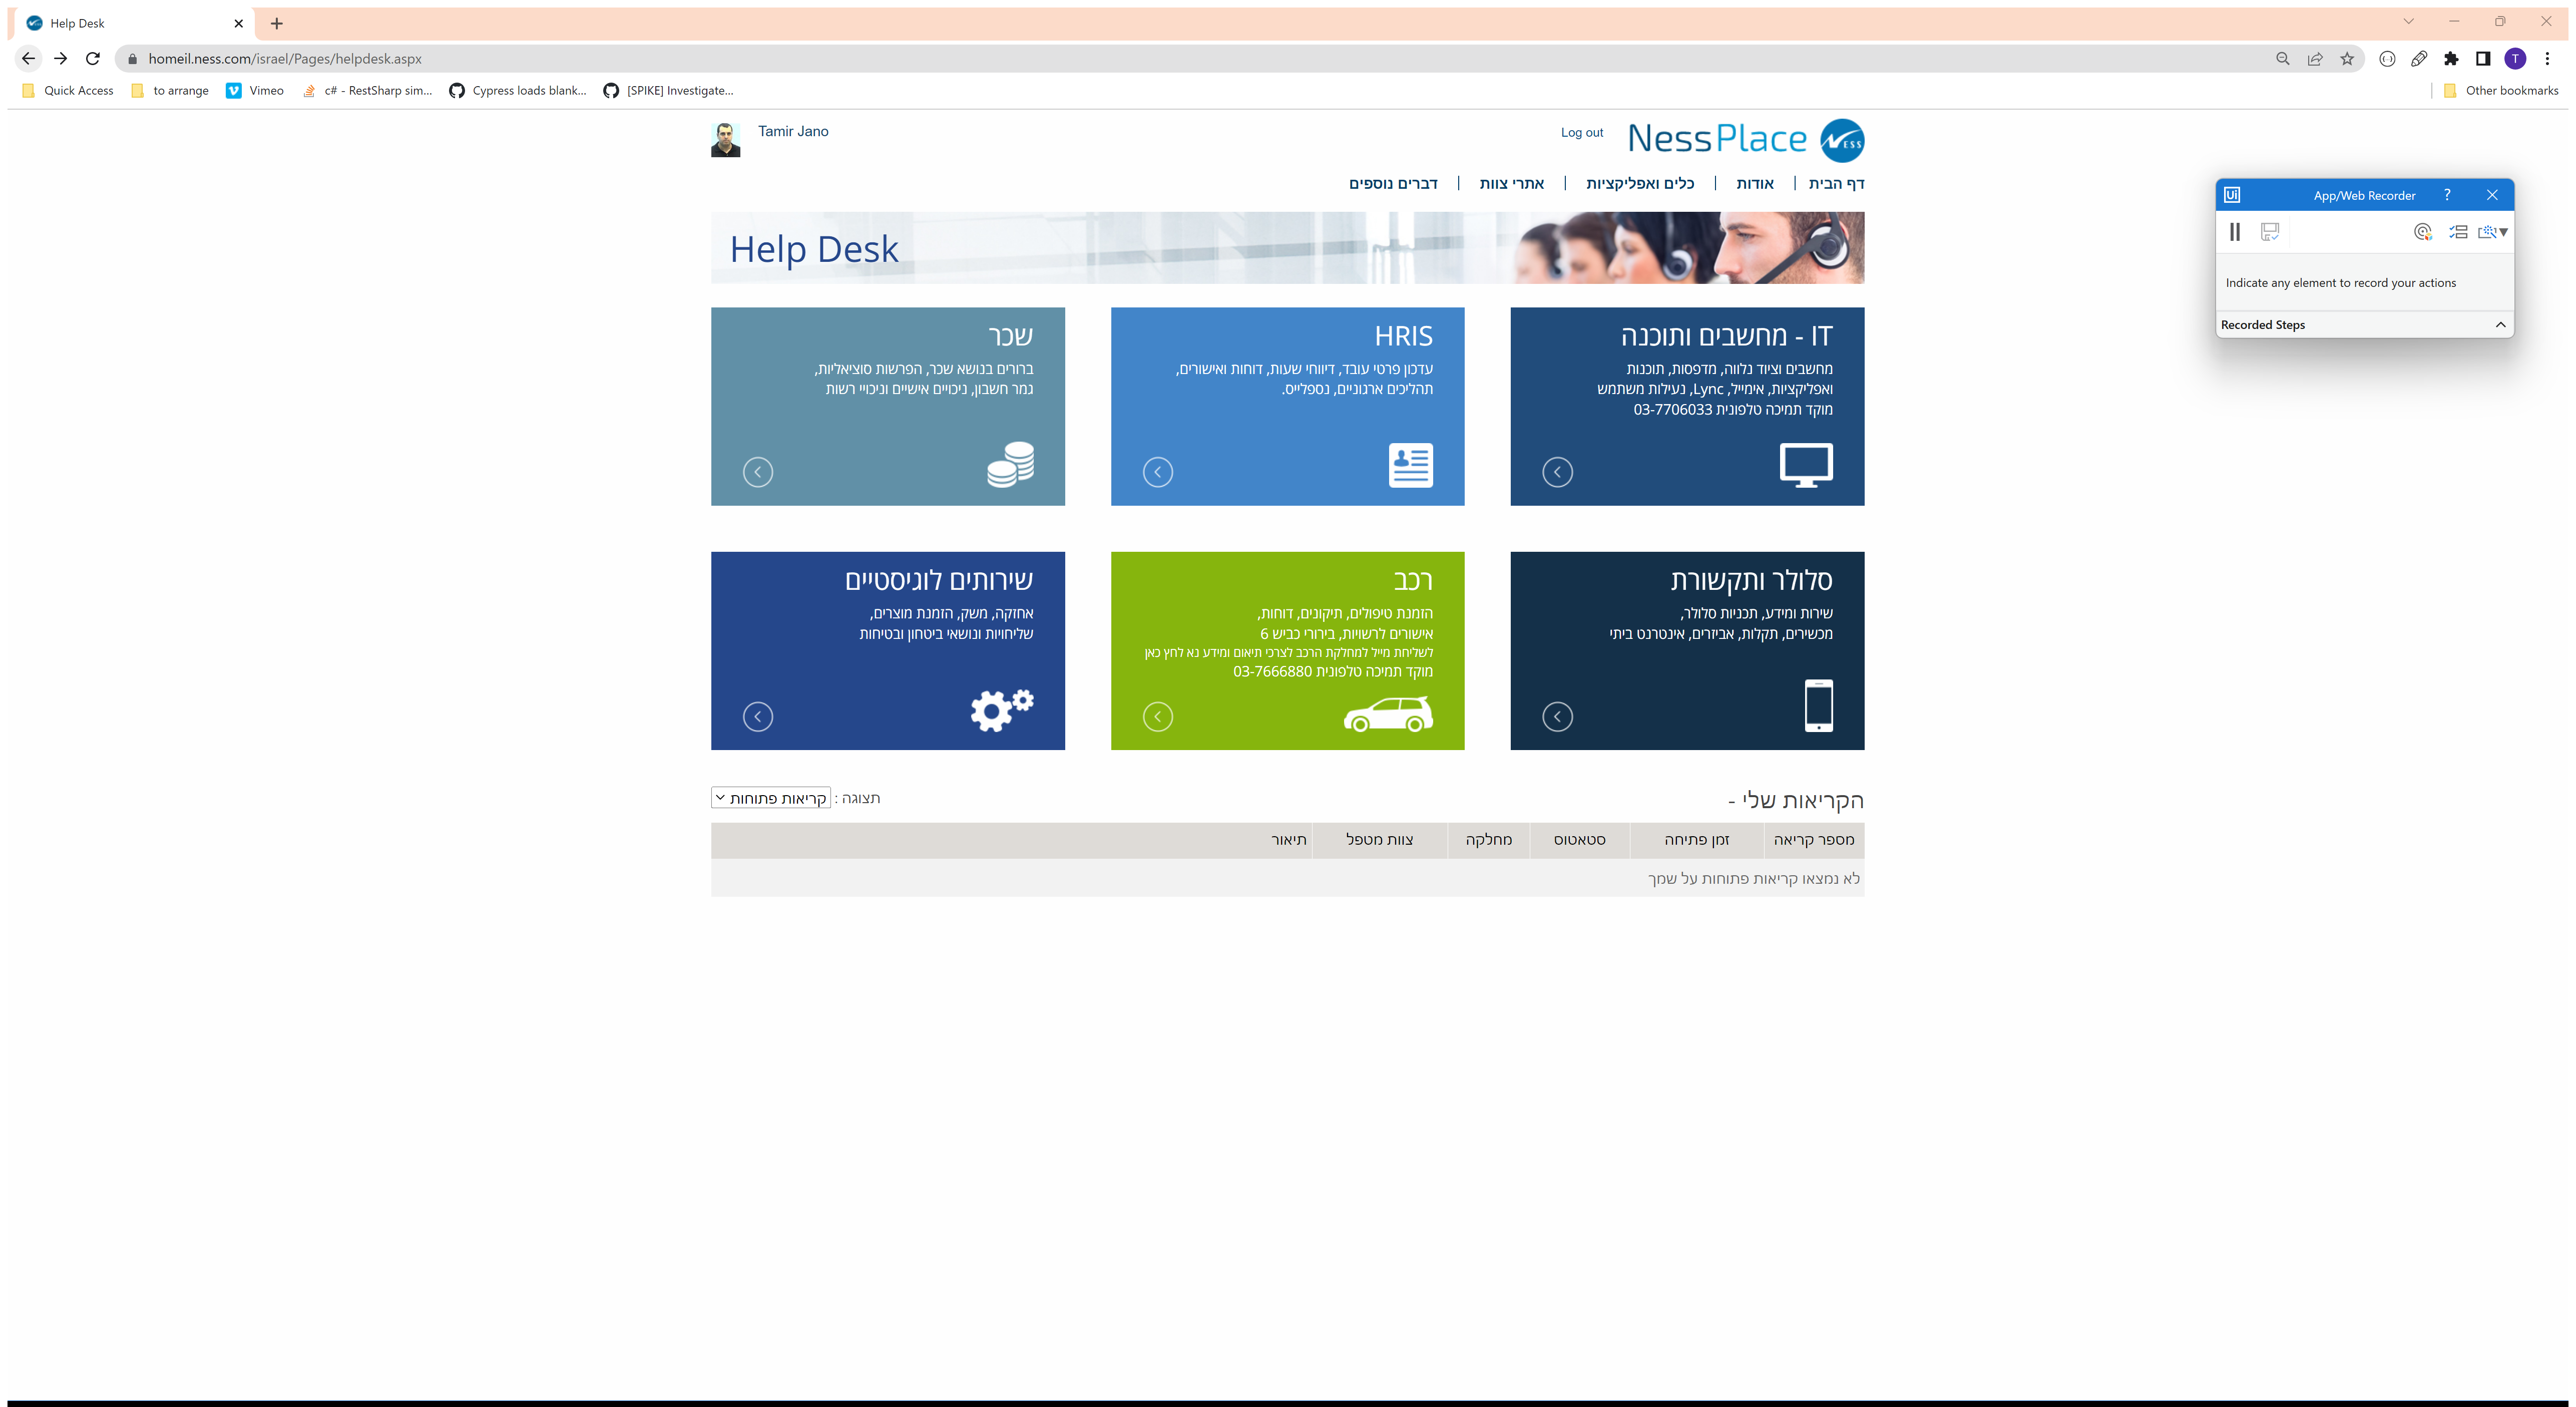 Help Desk
homeil.ness.com/israel/Pages/helpdesk.aspx
T
Quick Access
to arrange
Vimeo
c# - RestSharp sim...
Cypress loads blank...
[SPIKE] Investigate...
Other bookmarks
Tamir Jano
Log out
NessPlace
NESS
דף הבית | אודות | כלים ואפליקציות | אתרי צוות | דברים נוספים
Help Desk
Ui
App/Web Recorder
?
Indicate any element to record your actions
Recorded Steps
IT - מחשבים ותוכנה
מחשבים וציוד נלווה, מדפסות, תוכנות
ואפליקציות, אימייל, Lync, נעילות משתמש
מוקד תמיכה טלפונית 03-7706033
HRIS
עדכון פרטי עובד, דיווחי שעות, דוחות ואישורים,
תהליכים ארגוניים, נספלייס.
שכר
ברורים בנושא שכר, הפרשות סוציאליות,
גמר חשבון, ניכויים אישיים וניכויי רשות
סלולר ותקשורת
שירות ומידע, תכניות סלולר,
מכשירים, תקלות, אביזרים, אינטרנט ביתי
רכב
הזמנת טיפולים, תיקונים, דוחות,
אישורים לרשויות, בירורי כביש 6
לשליחת מייל למחלקת הרכב לצרכי תיאום ומידע נא לחץ כאן
מוקד תמיכה טלפונית 03-7666880
שירותים לוגיסטיים
אחזקה, משק, הזמנת מוצרים,
שליחויות ונושאי ביטחון ובטיחות
הקריאות שלי -
תצוגה : קריאות פתוחות
מספר קריאה זמן פתיחה סטאטוס מחלקה צוות מטפל תיאור
לא נמצאו קריאות פתוחות על שמך